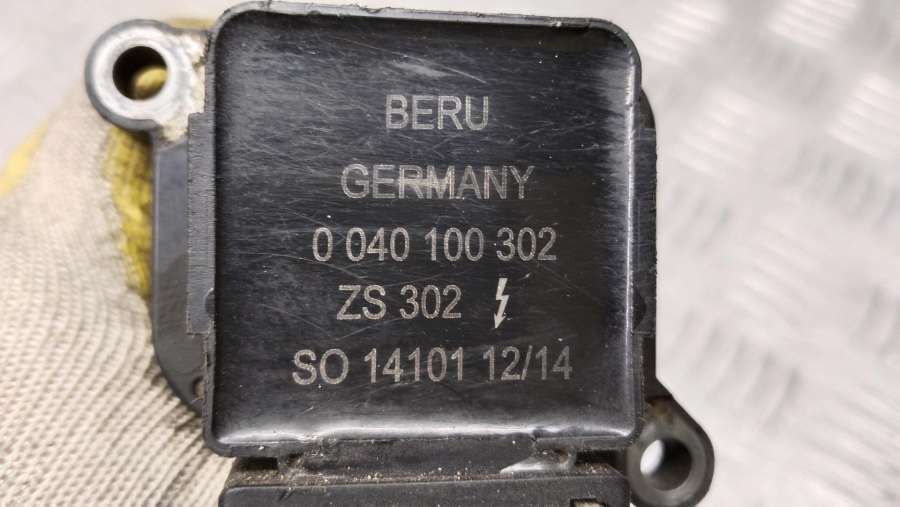 BERU
GERMANY
0 040 100 302
ZS 302
SO 14101 12/14